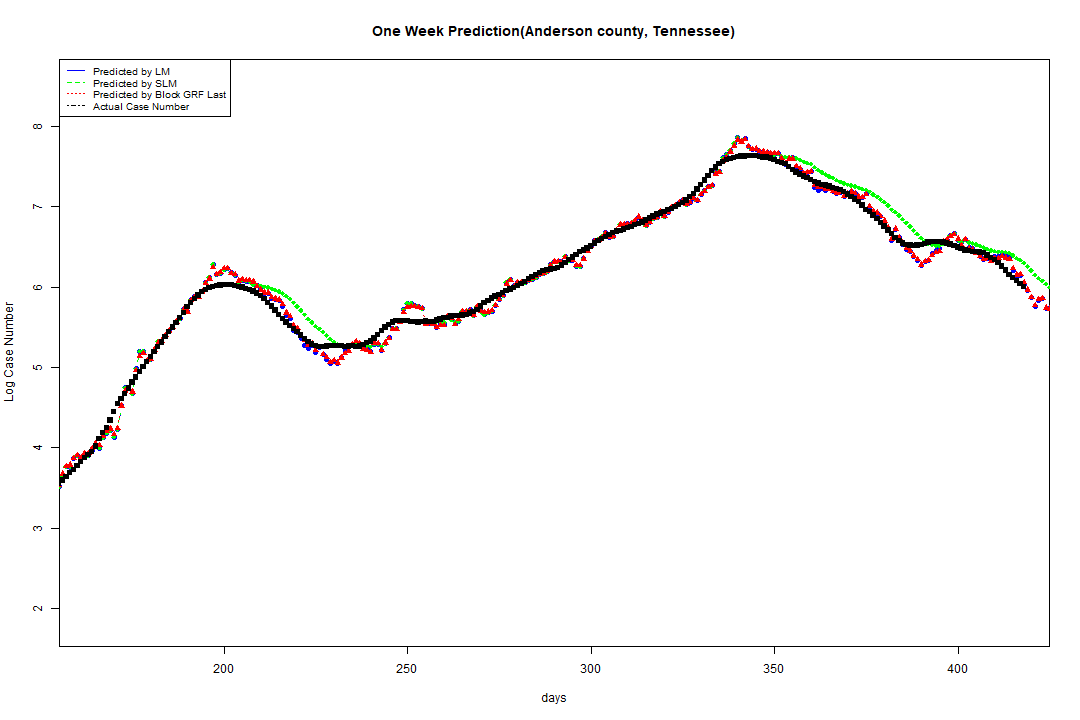 One Week Prediction(Anderson county, Tennessee)
Predicted by LM
Predicted by SLM
Predicted by Block GRF Last
Actual Case Number
8
7
6
5
4
3
2
Log Case Number
200 250 300 350 400
days